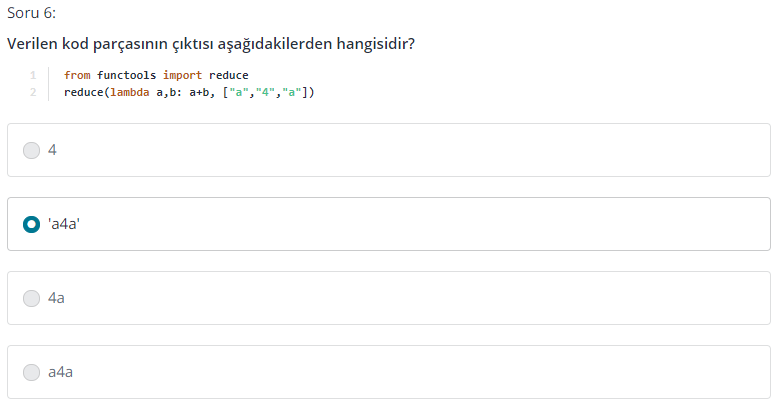 Soru 6:
Verilen kod parçasının çıktısı aşağıdakilerden hangisidir?
1 from functools import reduce
2 reduce(lambda a,b: a+b, ["a","4","a"])
4
'a4a'
4a
a4a